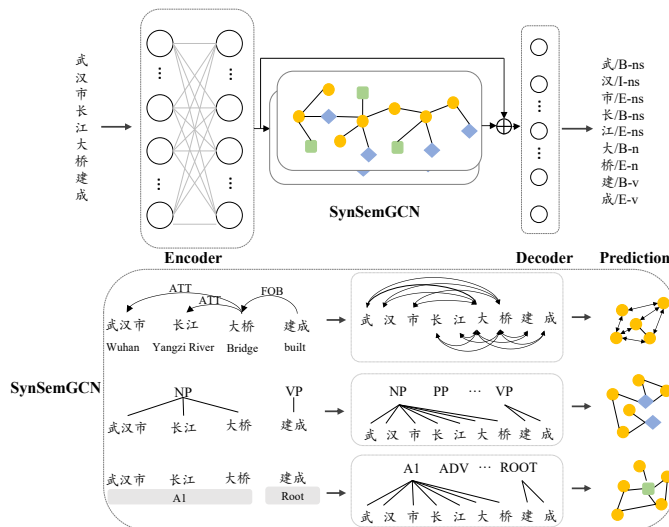 武
汉
市
长
江
大
桥
建
成
SynSemGCN
武/B-ns
汉/I-ns
市/E-ns
长/B-ns
江/E-ns
大/B-n
桥/E-n
建/B-v
成/E-v
Encoder
Decoder
Prediction
ATT
ATT
FOB
武汉市 长江 大桥 建成
Wuhan Yangzi River Bridge built
武 汉 市 长 江 大 桥 建 成
SynSemGCN
NP VP
武汉市 长江 大桥 建成
NP PP ··· VP
武 汉 市 长 江 大 桥 建 成
武汉市 长江 大桥 建成
A1 Root
A1 ADV ··· ROOT
武 汉 市 长 江 大 桥 建 成